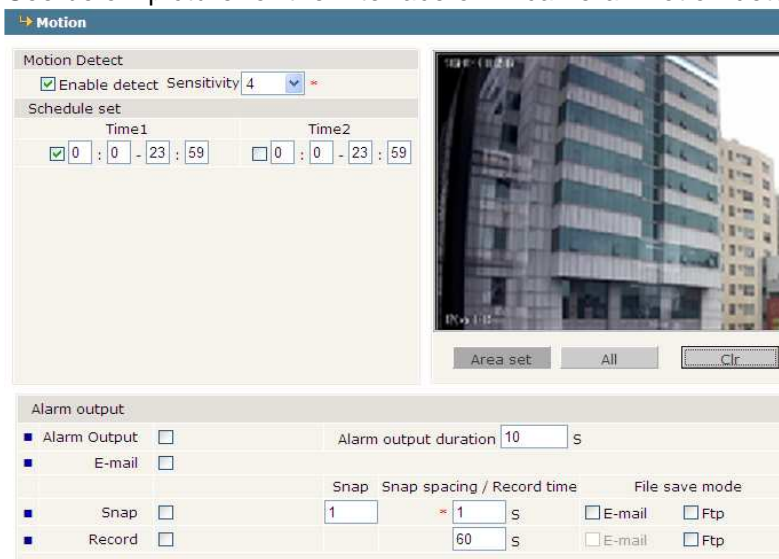 Motion
Motion Detect
Enable detect Sensitivity 4 *
Schedule set
Time1 Time2
0 : 0 - 23 : 59 0 : 0 - 23 : 59
Area set All Clr
Alarm output
Alarm Output Alarm output duration 10 S
E-mail
Snap Snap spacing / Record time File save mode
Snap 1 * 1 S E-mail Ftp
Record 60 S E-mail Ftp